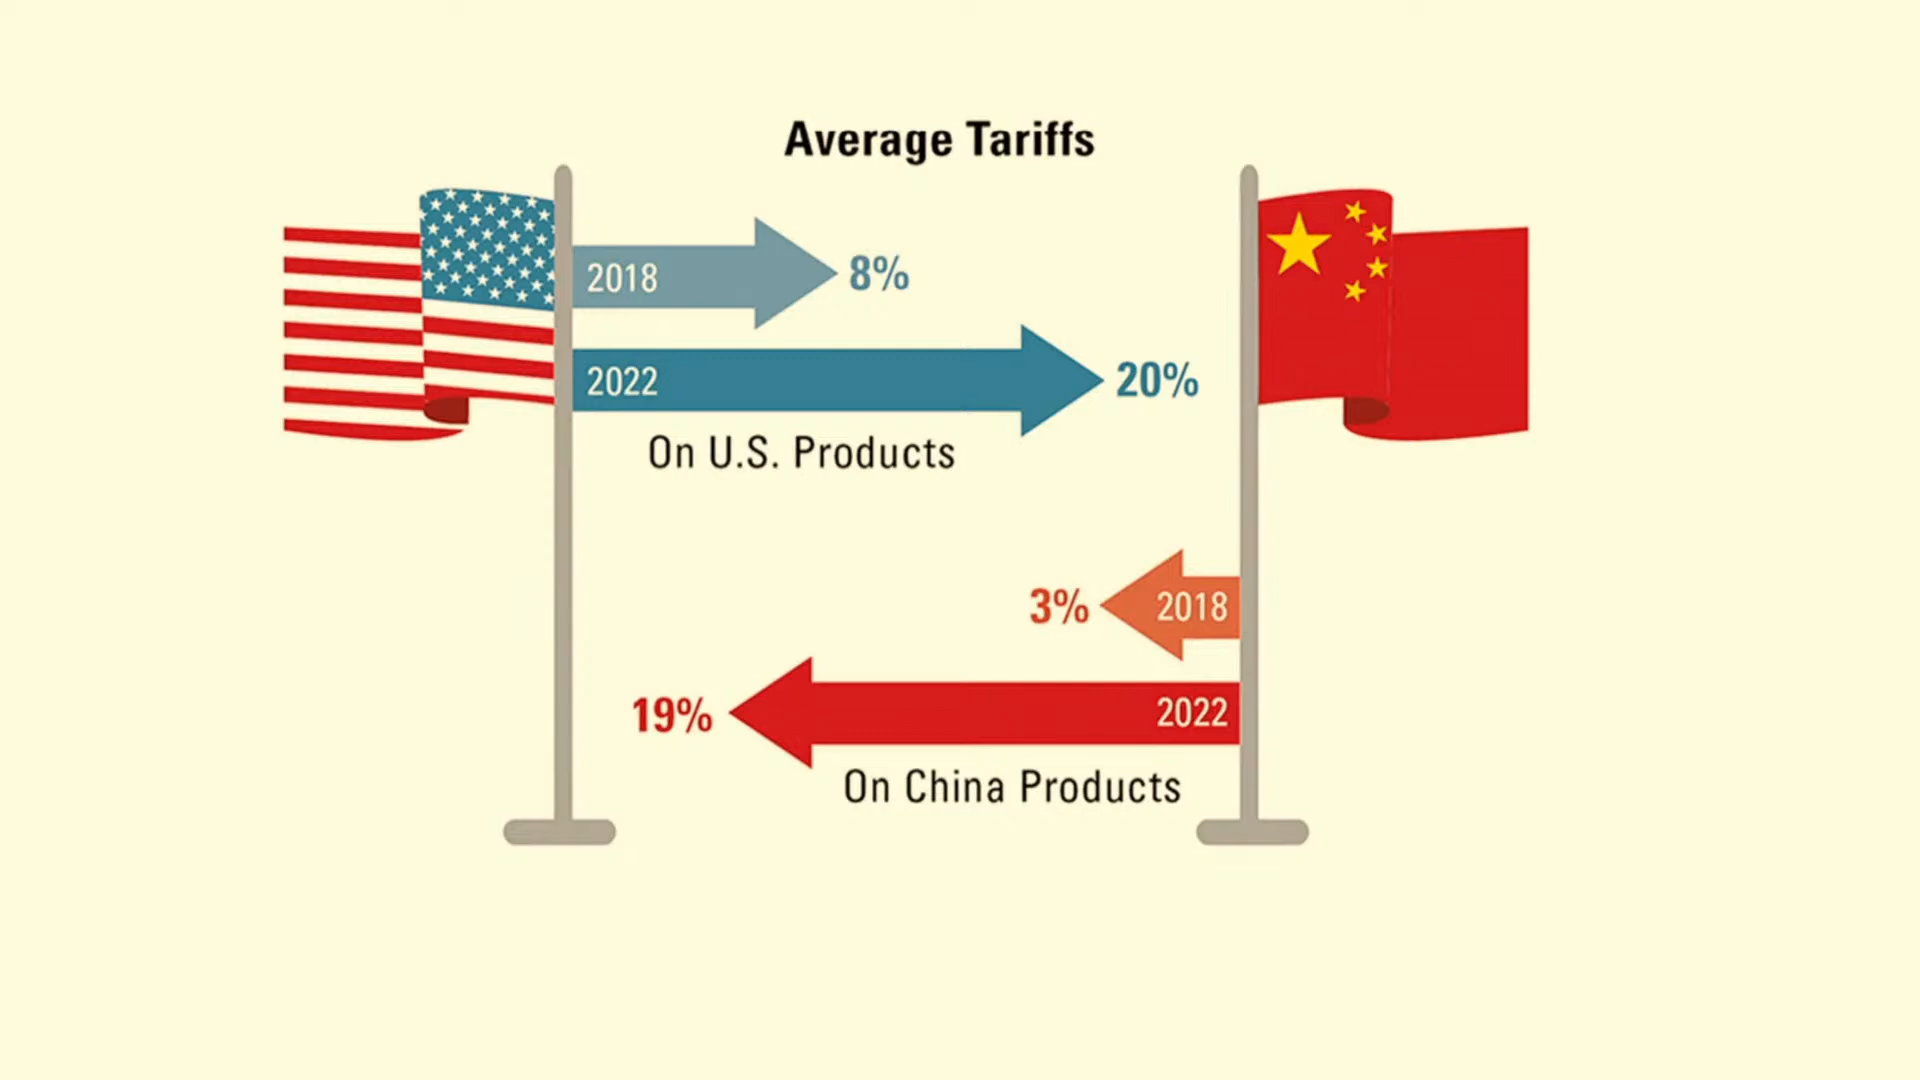 Average Tariffs
2018 8%
2022 20%
On U.S. Products
3% 2018
19% 2022
On China Products